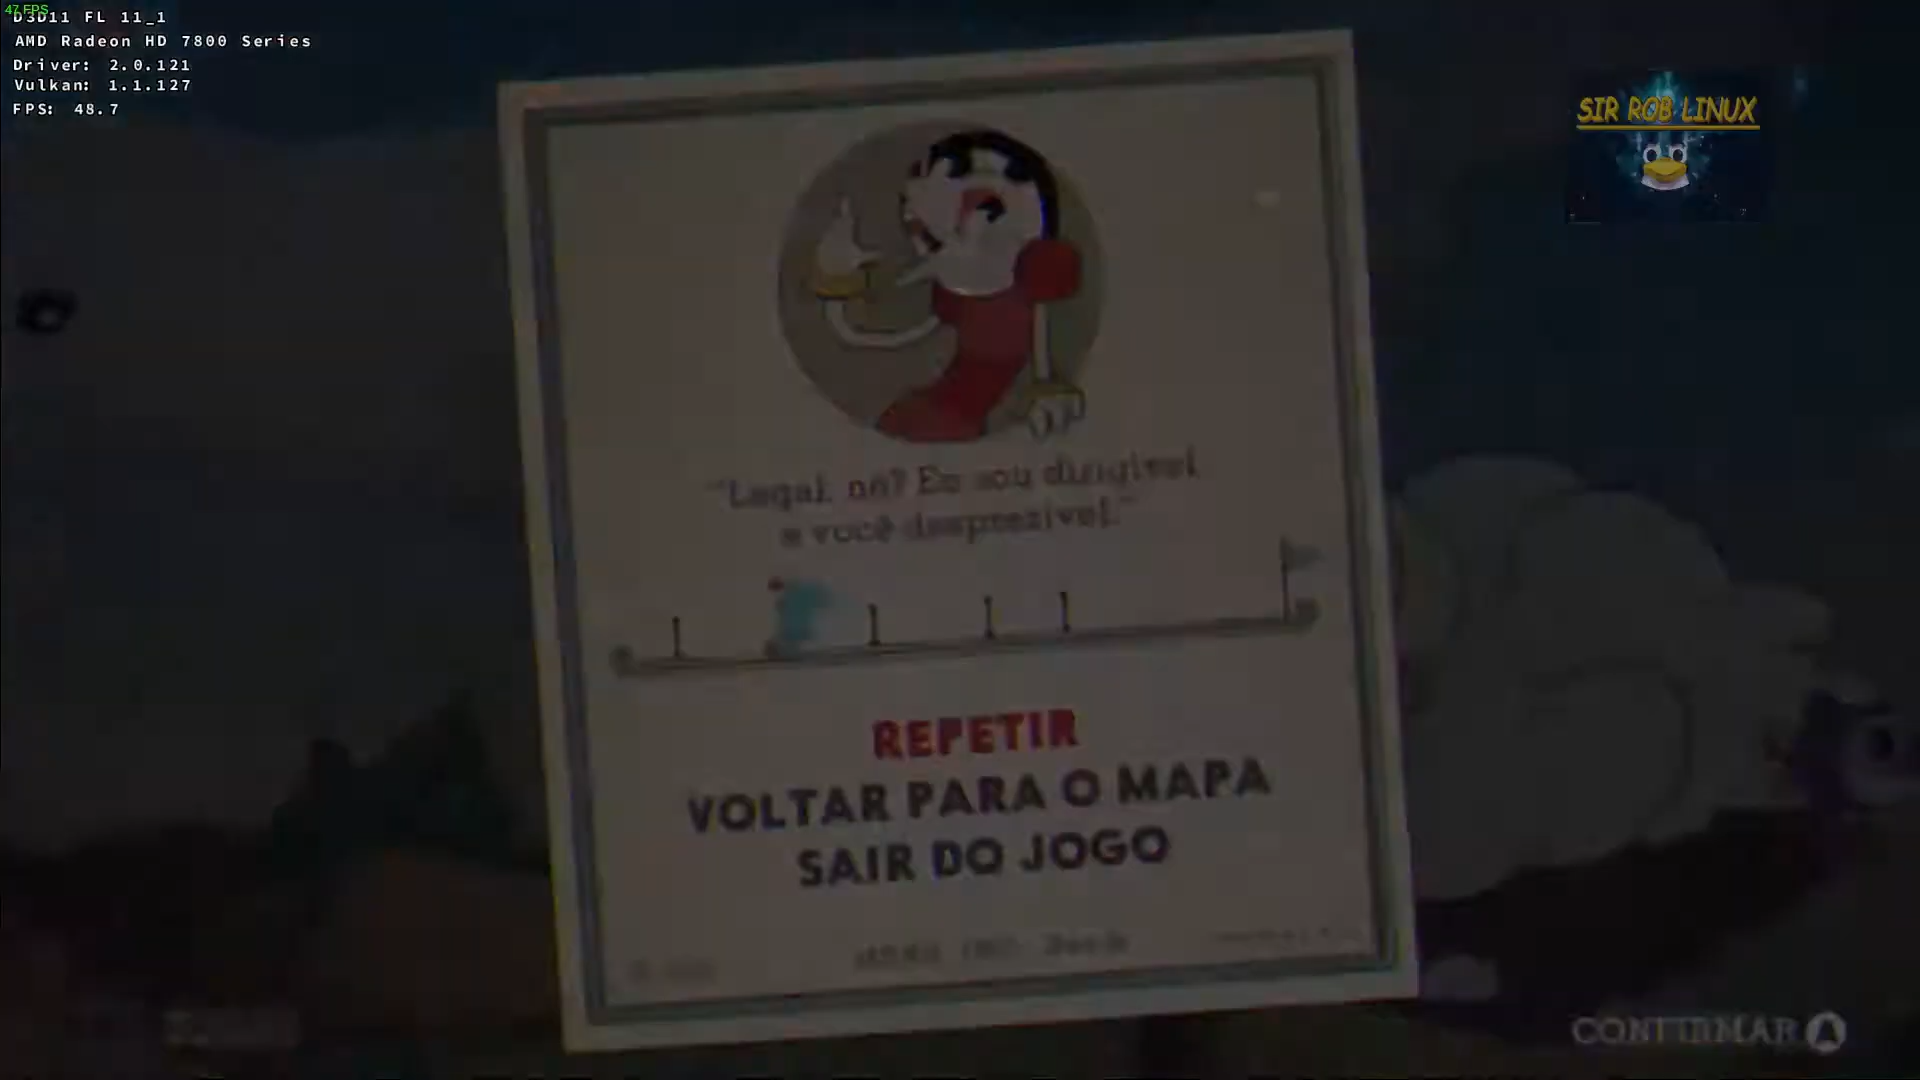 47 FPS
D3D11 FL 11_1
AMD Radeon HD 7800 Series
Driver: 2.0.121
Vulkan: 1.1.127
FPS: 48.7
SIR ROB LINUX
"Legal, né? Eu sou dirigível
e você desprezível."
REPETIR
VOLTAR PARA O MAPA
SAIR DO JOGO
CONFIRMAR A